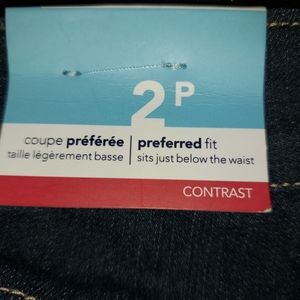 2P
coupe préférée | preferred fit
taille légèrement basse | sits just below the waist
CONTRAST